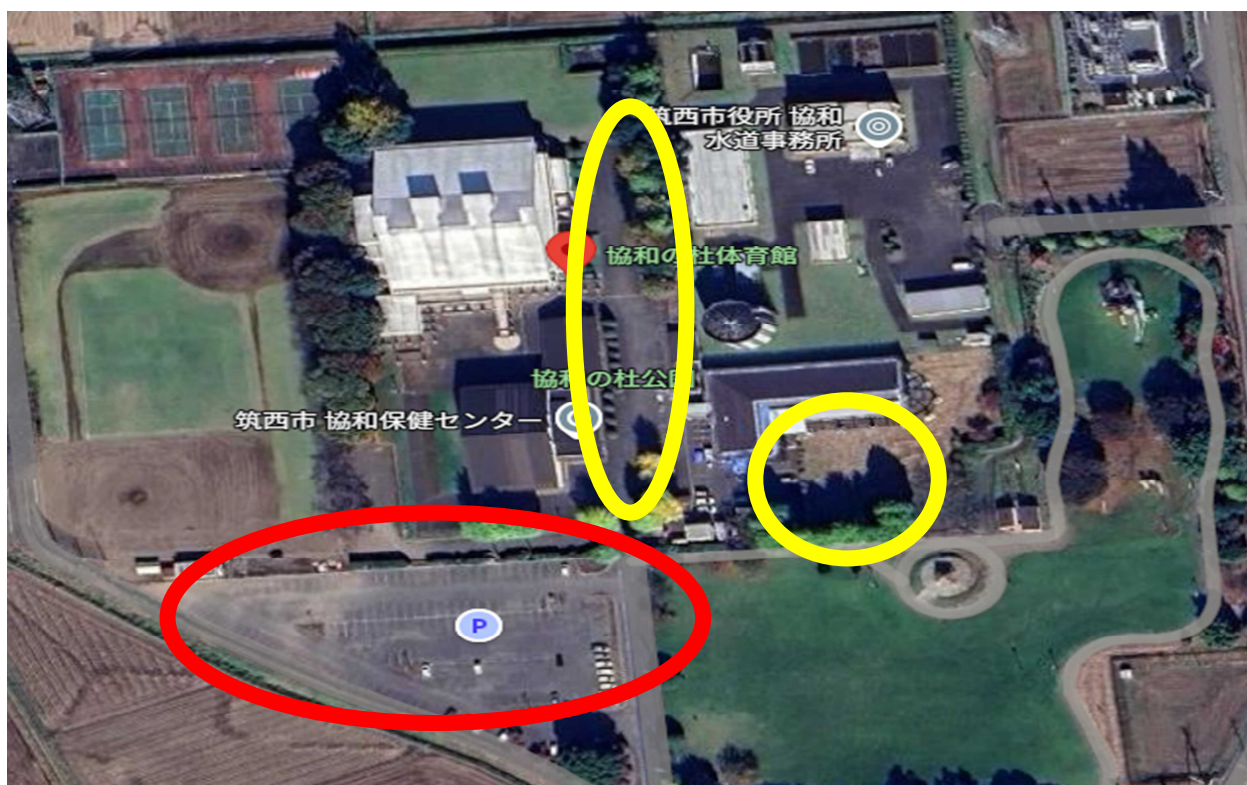 筑西市役所 協和
水道事務所
協和の杜体育館
協和の杜公園
筑西市 協和保健センター
P